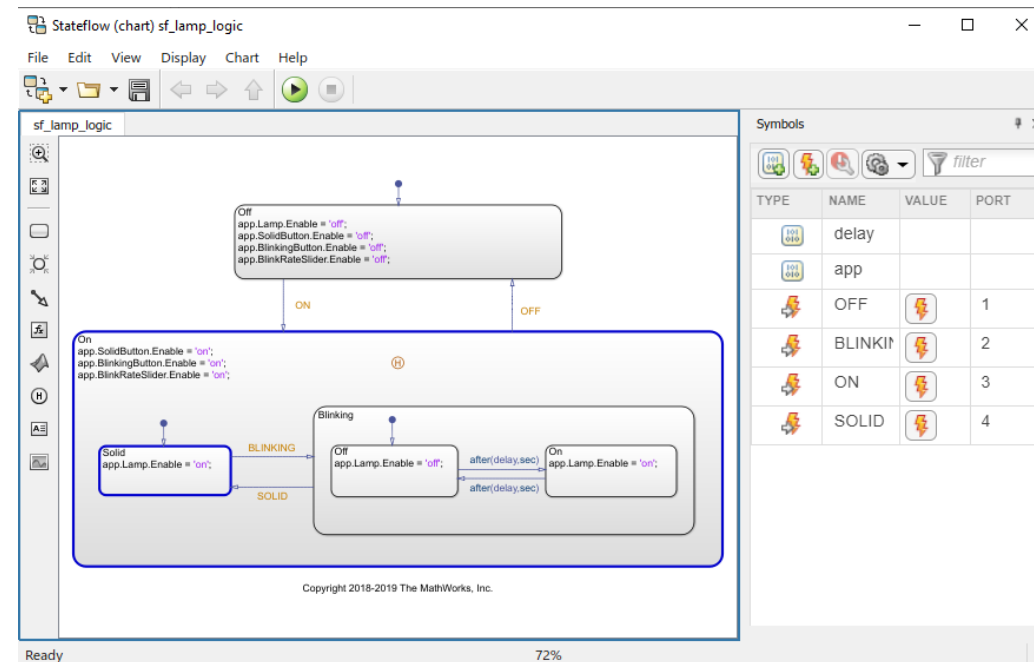 Stateflow (chart) sf_lamp_logic
File Edit View Display Chart Help
sf_lamp_logic
Off
app.Lamp.Enable = 'off';
app.SolidButton.Enable = 'off';
app.BlinkingButton.Enable = 'off';
app.BlinkRateSlider.Enable = 'off';
ON
OFF
On
app.SolidButton.Enable = 'on';
app.BlinkingButton.Enable = 'on';
app.BlinkRateSlider.Enable = 'on';
H
Solid
app.Lamp.Enable = 'on';
BLINKING
SOLID
Blinking
Off
app.Lamp.Enable = 'off';
after(delay,sec)
after(delay,sec)
On
app.Lamp.Enable = 'on';
Copyright 2018-2019 The MathWorks, Inc.
Symbols
filter
TYPE NAME VALUE PORT
delay
app
OFF 1
BLINKIN 2
ON 3
SOLID 4
Ready 72%